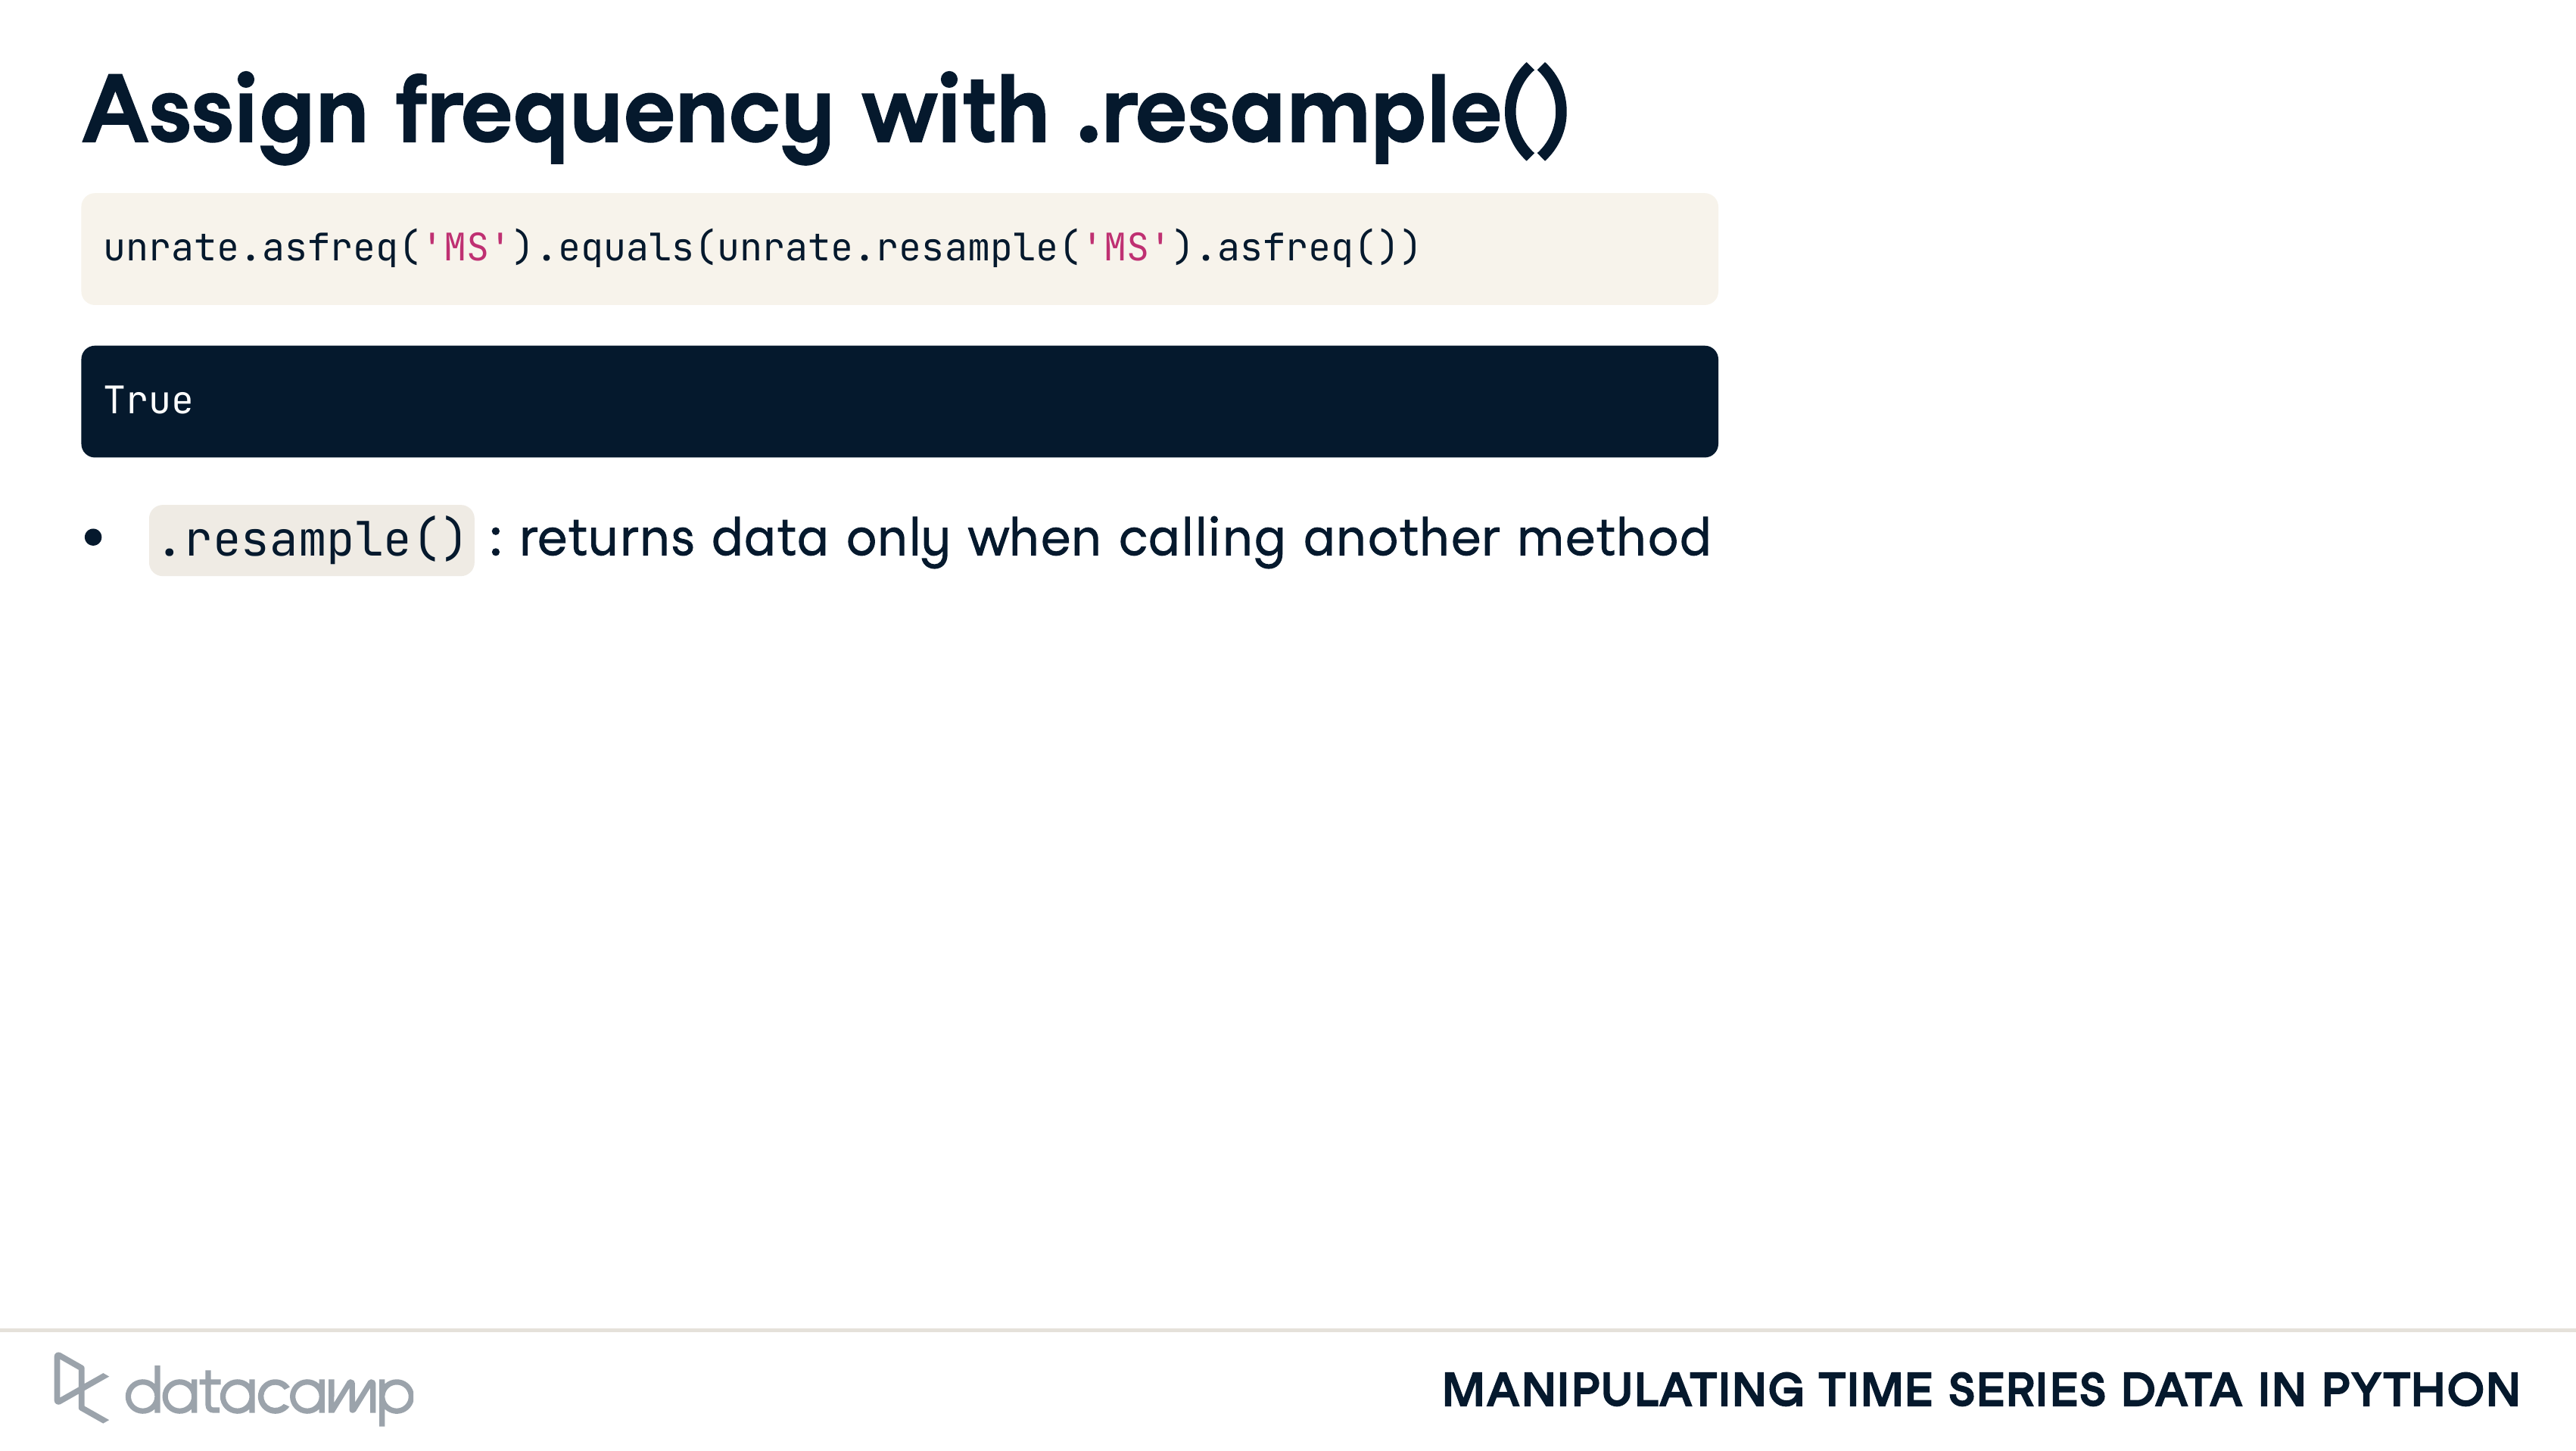 Assign frequency with .resample()
unrate.asfreq('MS').equals(unrate.resample('MS').asfreq())
True
• .resample() : returns data only when calling another method
datacamp
MANIPULATING TIME SERIES DATA IN PYTHON